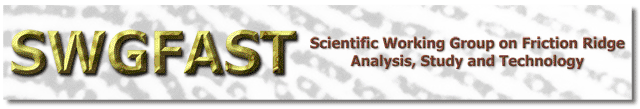 SWGFAST
Scientific Working Group on Friction Ridge
Analysis, Study and Technology